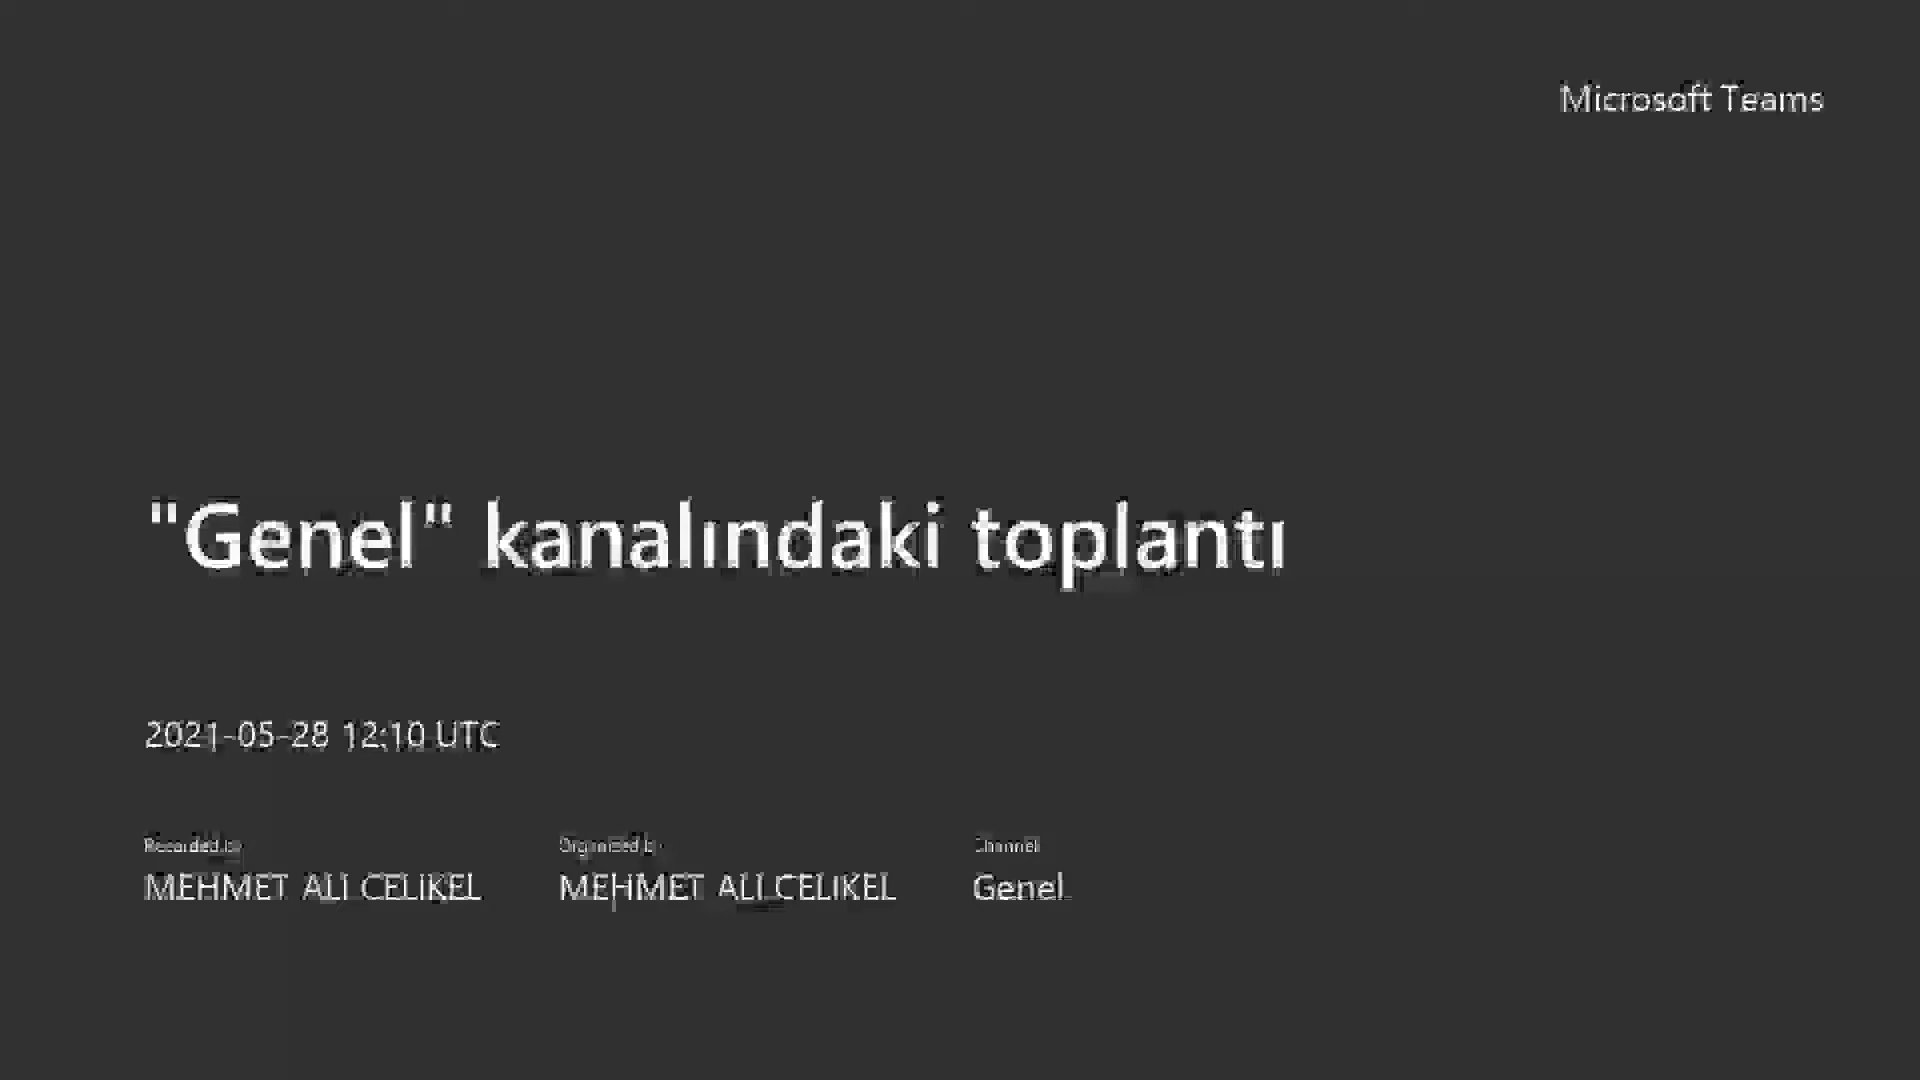 Microsoft Teams
"Genel" kanalındaki toplantı
2021-05-28 12:10 UTC
Recorded by Organized by Channel
MEHMET ALI CELIKEL MEHMET ALI CELIKEL Genel